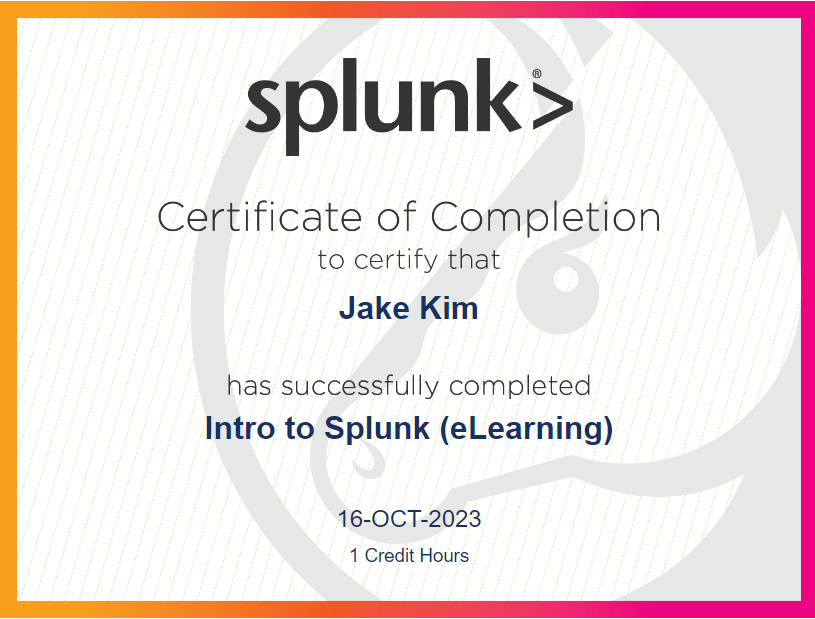 splunk>®
Certificate of Completion
to certify that
Jake Kim
has successfully completed
Intro to Splunk (eLearning)
16-OCT-2023
1 Credit Hours